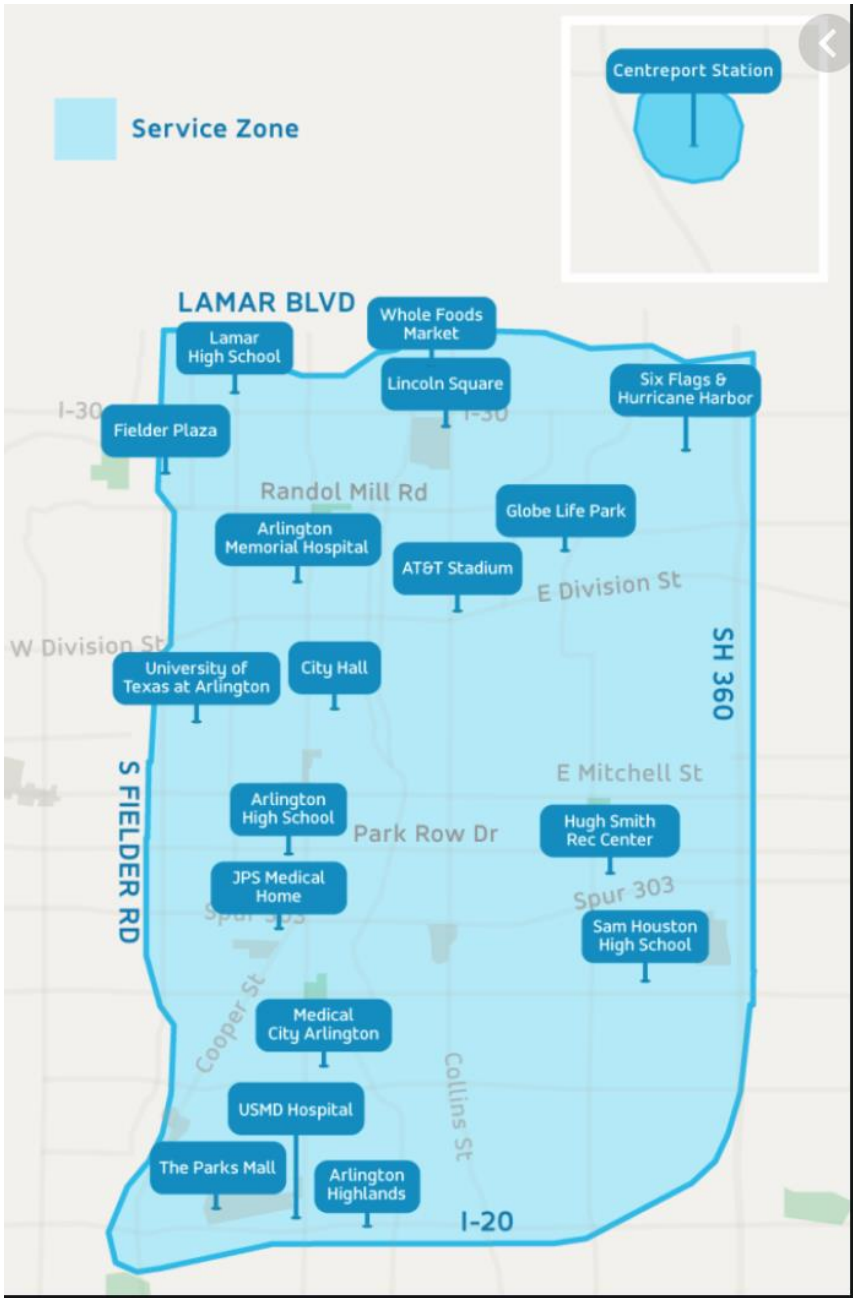 Centreport Station
Service Zone
LAMAR BLVD
Whole Foods
Market
Lamar
High School
Lincoln Square
Six Flags &
Hurricane Harbor
I-30
I-30
Fielder Plaza
Randol Mill Rd
Globe Life Park
Arlington
Memorial Hospital
AT&T Stadium
E Division St
W Division St
University of
Texas at Arlington
City Hall
SH 360
S FIELDER RD
E Mitchell St
Arlington
High School
Park Row Dr
Hugh Smith
Rec Center
JPS Medical
Home
Spur 303
Spur 303
Sam Houston
High School
Cooper St
Medical
City Arlington
Collins St
USMD Hospital
The Parks Mall
Arlington
Highlands
I-20